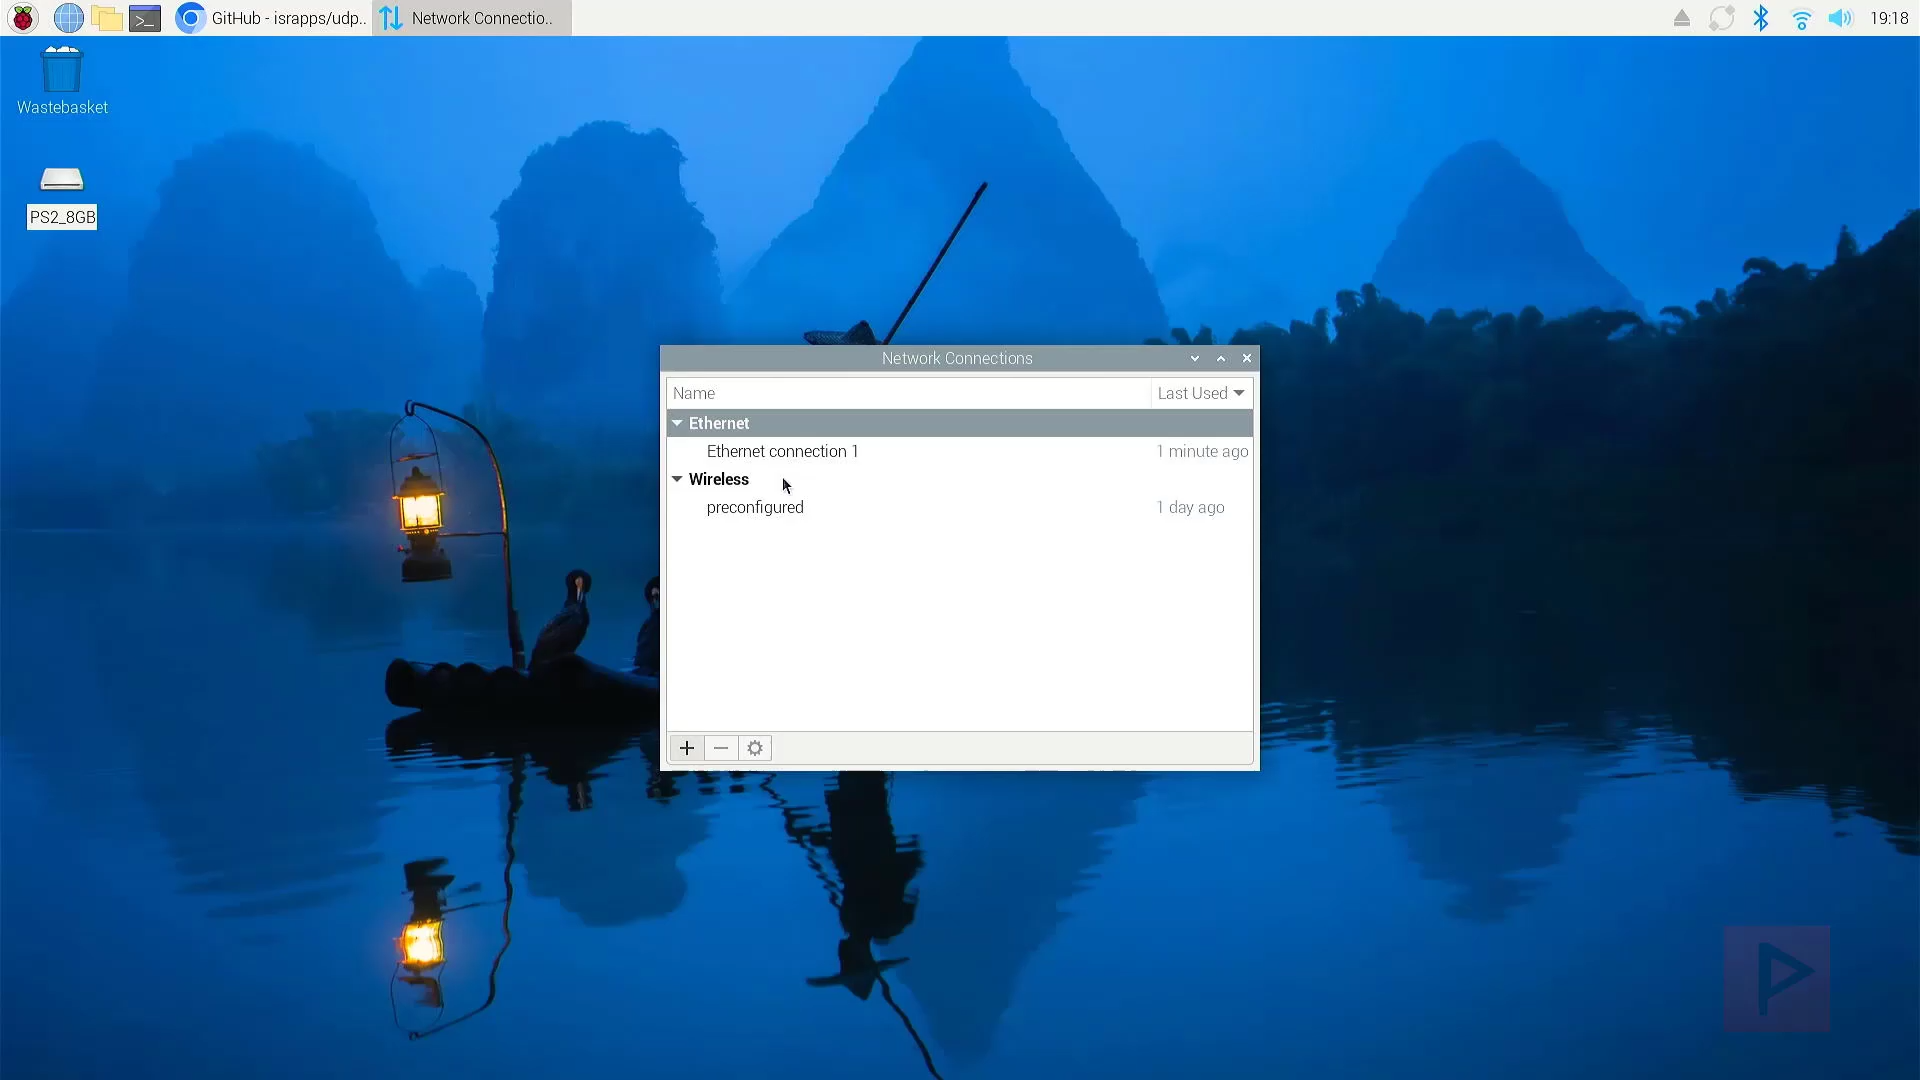 GitHub - israpps/udp.. Network Connectio.. 19:18
Wastebasket
PS2_8GB
Network Connections
Name Last Used
Ethernet
Ethernet connection 1 1 minute ago
Wireless
preconfigured 1 day ago